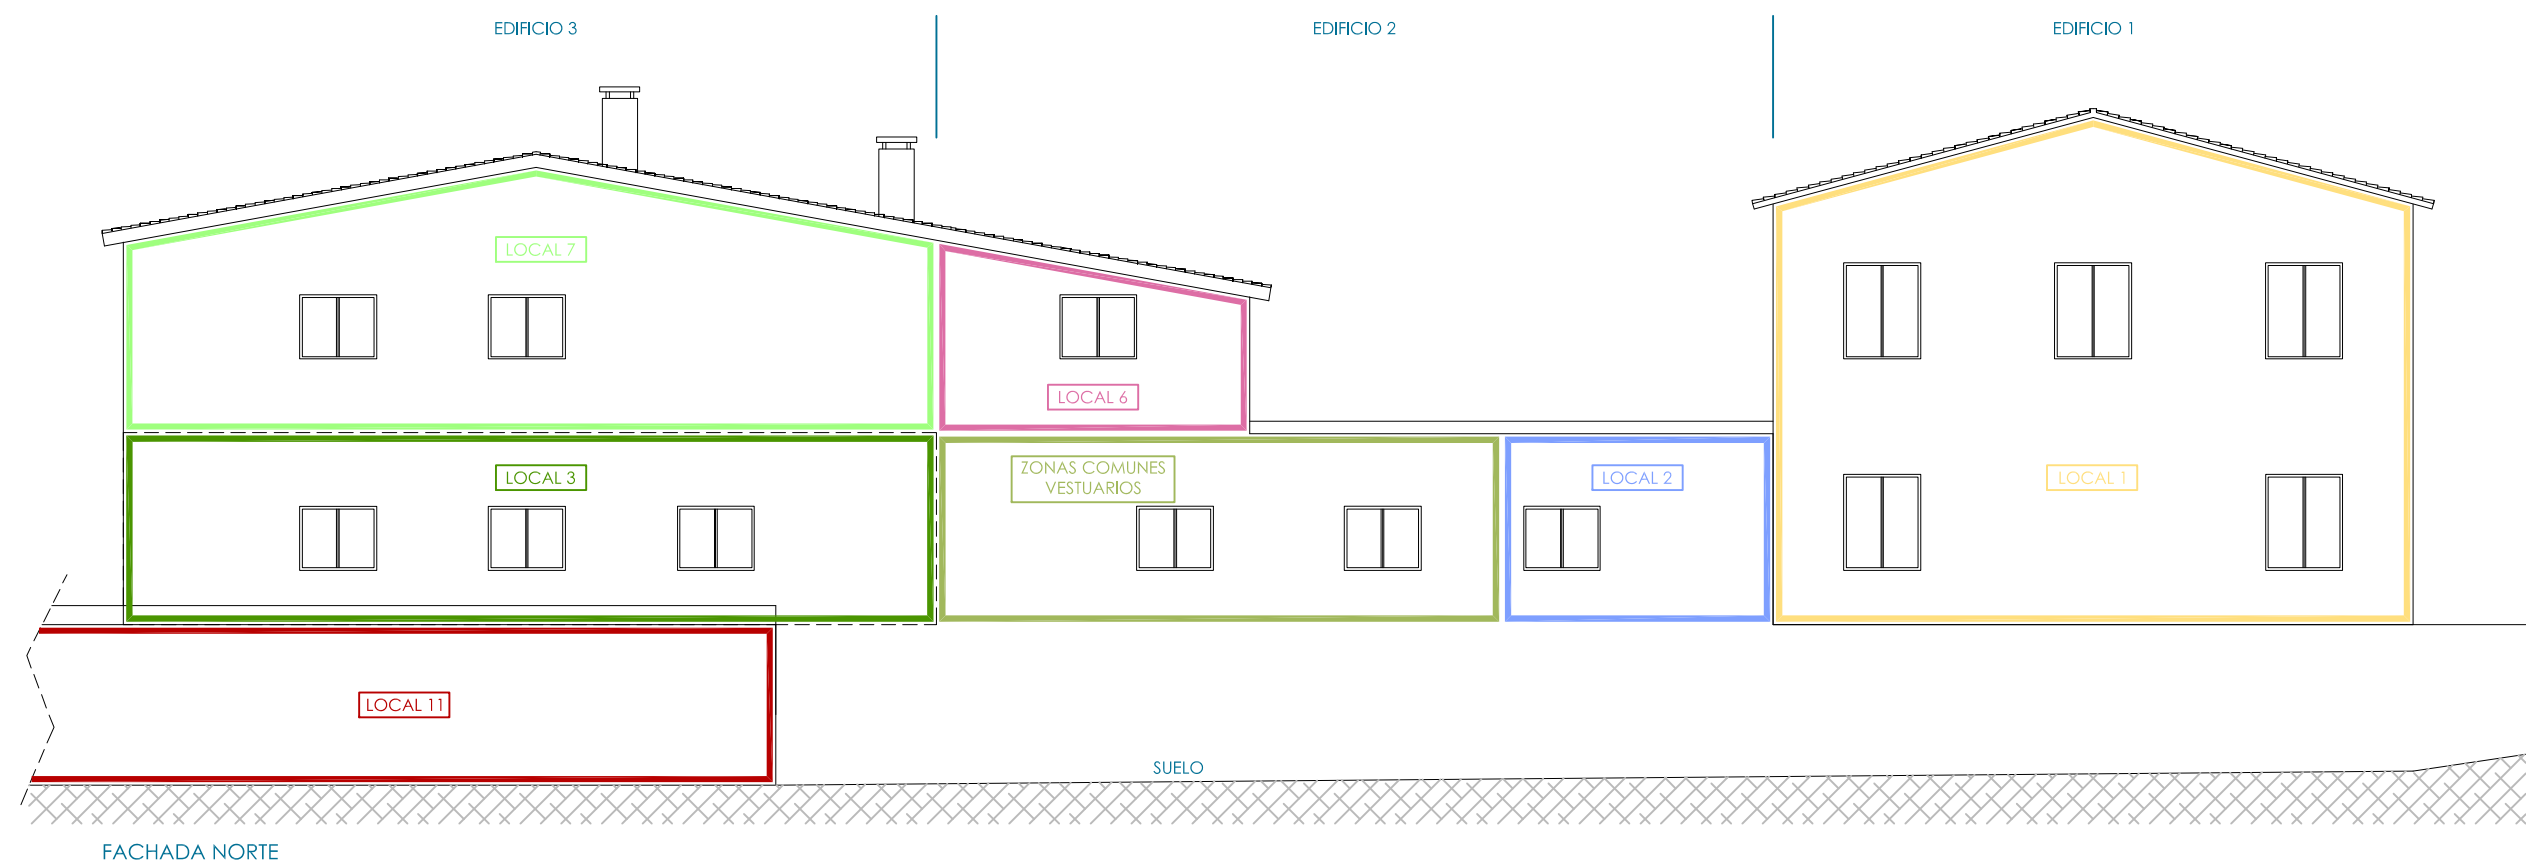 EDIFICIO 3
EDIFICIO 2
EDIFICIO 1
LOCAL 7
LOCAL 6
LOCAL 3
ZONAS COMUNES
VESTUARIOS
LOCAL 2
LOCAL 1
LOCAL 11
SUELO
FACHADA NORTE